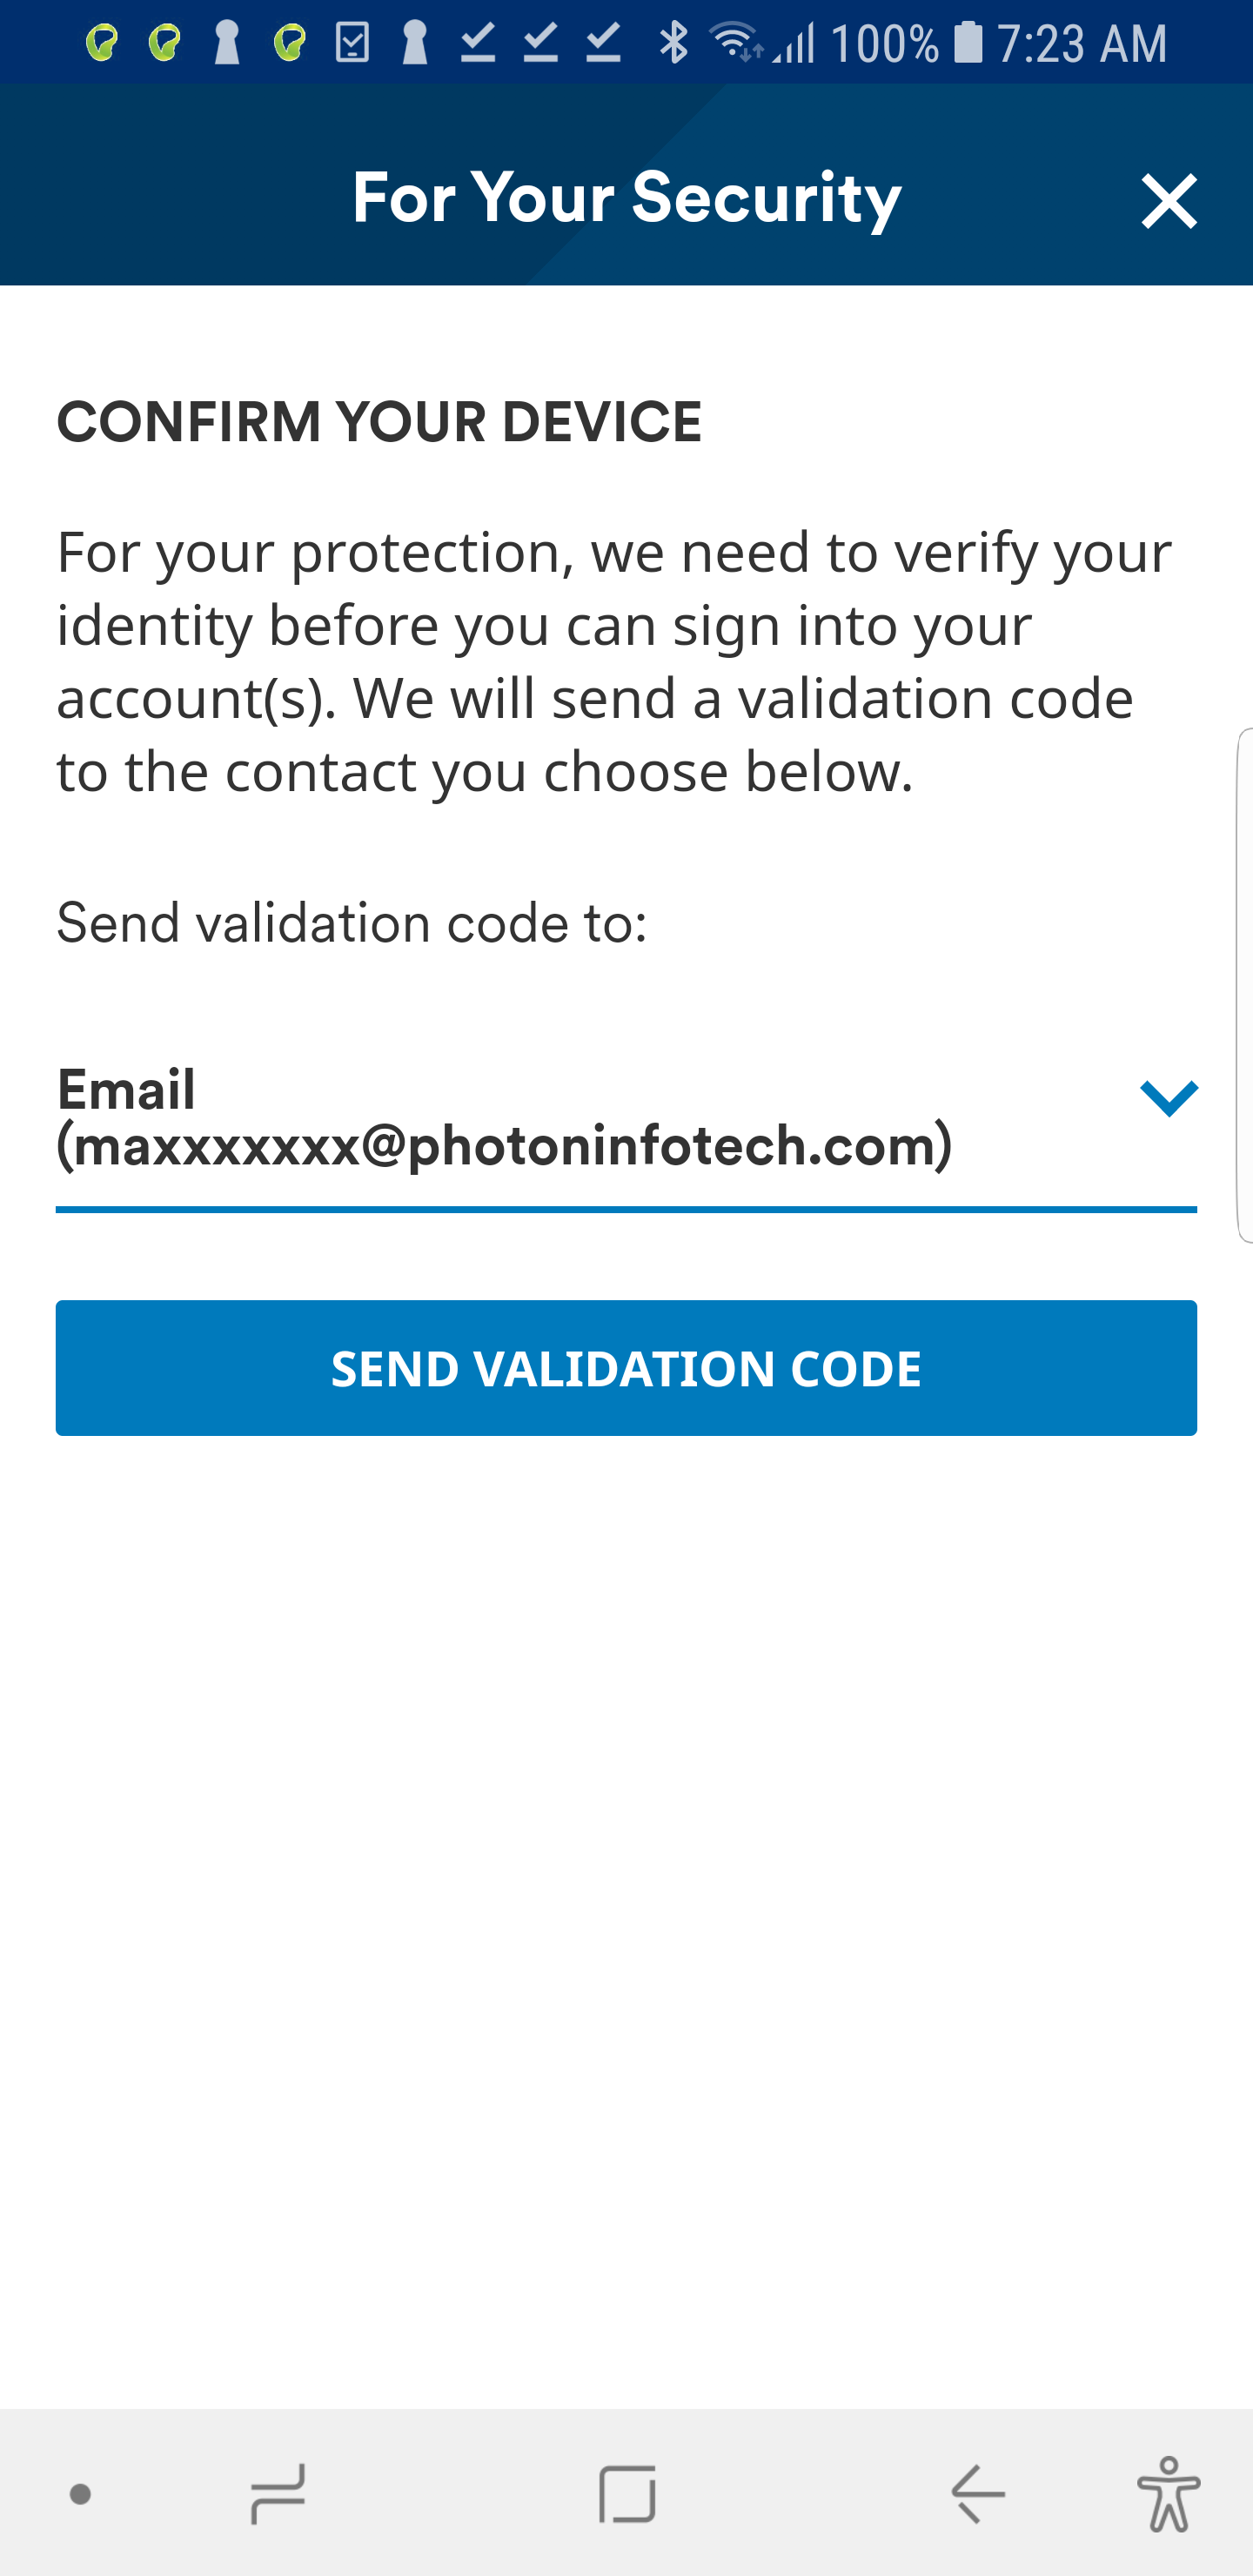 100% 7:23 AM
For Your Security
CONFIRM YOUR DEVICE
For your protection, we need to verify your
identity before you can sign into your
account(s). We will send a validation code
to the contact you choose below.
Send validation code to:
Email
(maxxxxxxx@photoninfotech.com)
SEND VALIDATION CODE